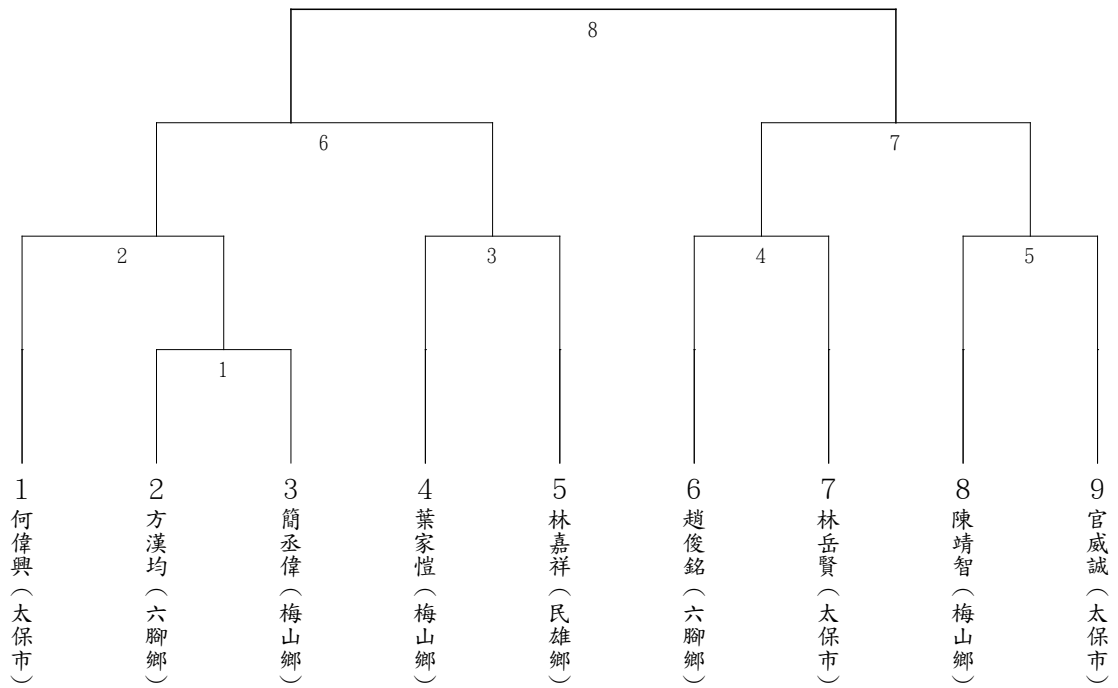 8
6
7
2
3
4
5
1
1
何偉興（太保市）
2
方漢均（六腳鄉）
3
簡丞偉（梅山鄉）
4
葉家愷（梅山鄉）
5
林嘉祥（民雄鄉）
6
趙俊銘（六腳鄉）
7
林岳賢（太保市）
8
陳靖智（梅山鄉）
9
官威誠（太保市）